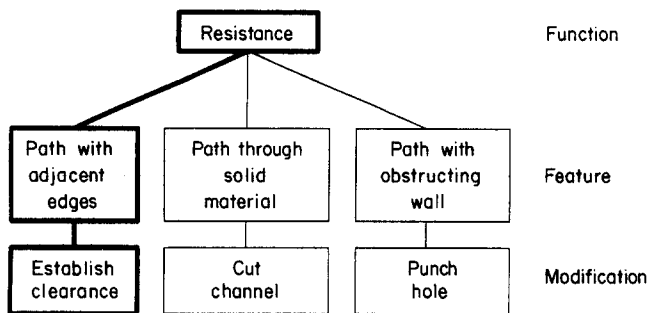 Resistance
Function
Path with
adjacent
edges
Path through
solid
material
Path with
obstructing
wall
Feature
Establish
clearance
Cut
channel
Punch
hole
Modification